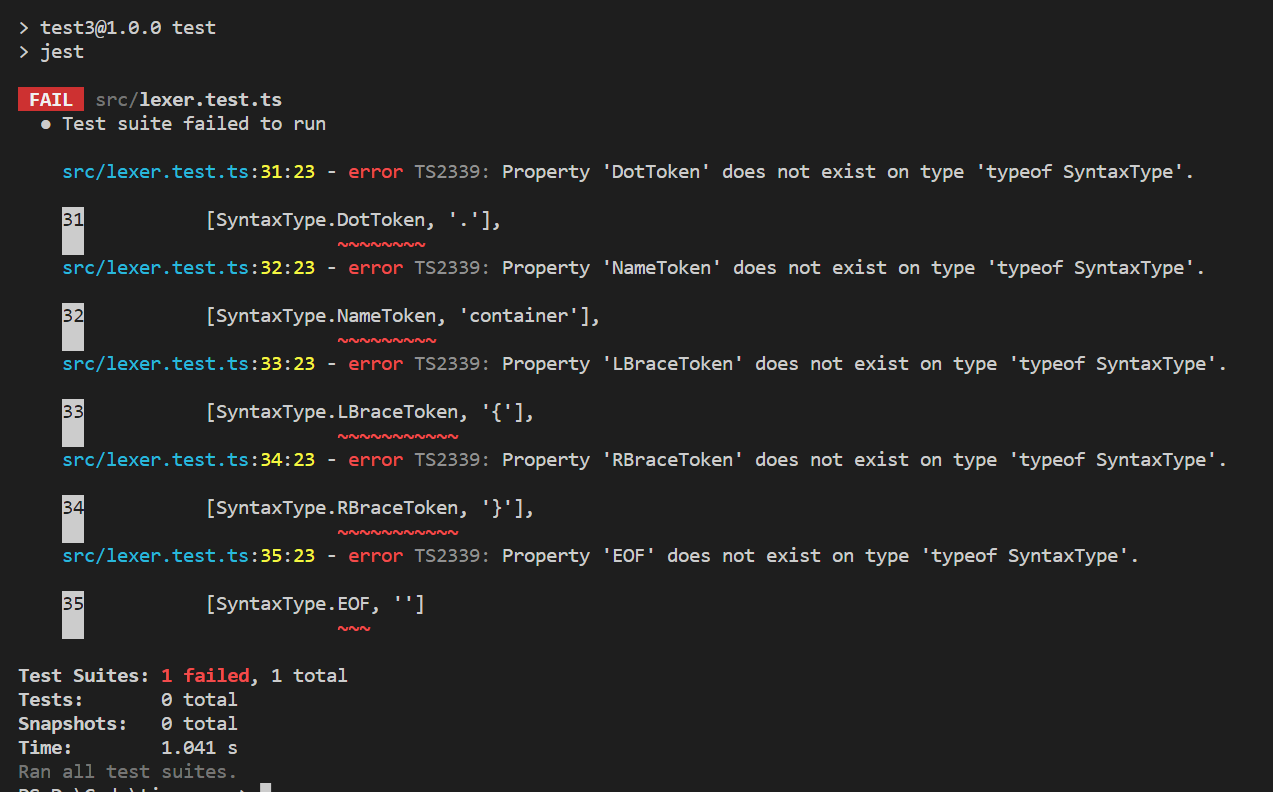 > test3@1.0.0 test
> jest
FAIL src/lexer.test.ts
● Test suite failed to run
src/lexer.test.ts:31:23 - error TS2339: Property 'DotToken' does not exist on type 'typeof SyntaxType'.
31 [SyntaxType.DotToken, '.'],
~~~~~~~~
src/lexer.test.ts:32:23 - error TS2339: Property 'NameToken' does not exist on type 'typeof SyntaxType'.
32 [SyntaxType.NameToken, 'container'],
~~~~~~~~~
src/lexer.test.ts:33:23 - error TS2339: Property 'LBraceToken' does not exist on type 'typeof SyntaxType'.
33 [SyntaxType.LBraceToken, '{'],
~~~~~~~~~~~
src/lexer.test.ts:34:23 - error TS2339: Property 'RBraceToken' does not exist on type 'typeof SyntaxType'.
34 [SyntaxType.RBraceToken, '}'],
~~~~~~~~~~~
src/lexer.test.ts:35:23 - error TS2339: Property 'EOF' does not exist on type 'typeof SyntaxType'.
35 [SyntaxType.EOF, '']
~~~
Test Suites: 1 failed, 1 total
Tests: 0 total
Snapshots: 0 total
Time: 1.041 s
Ran all test suites.